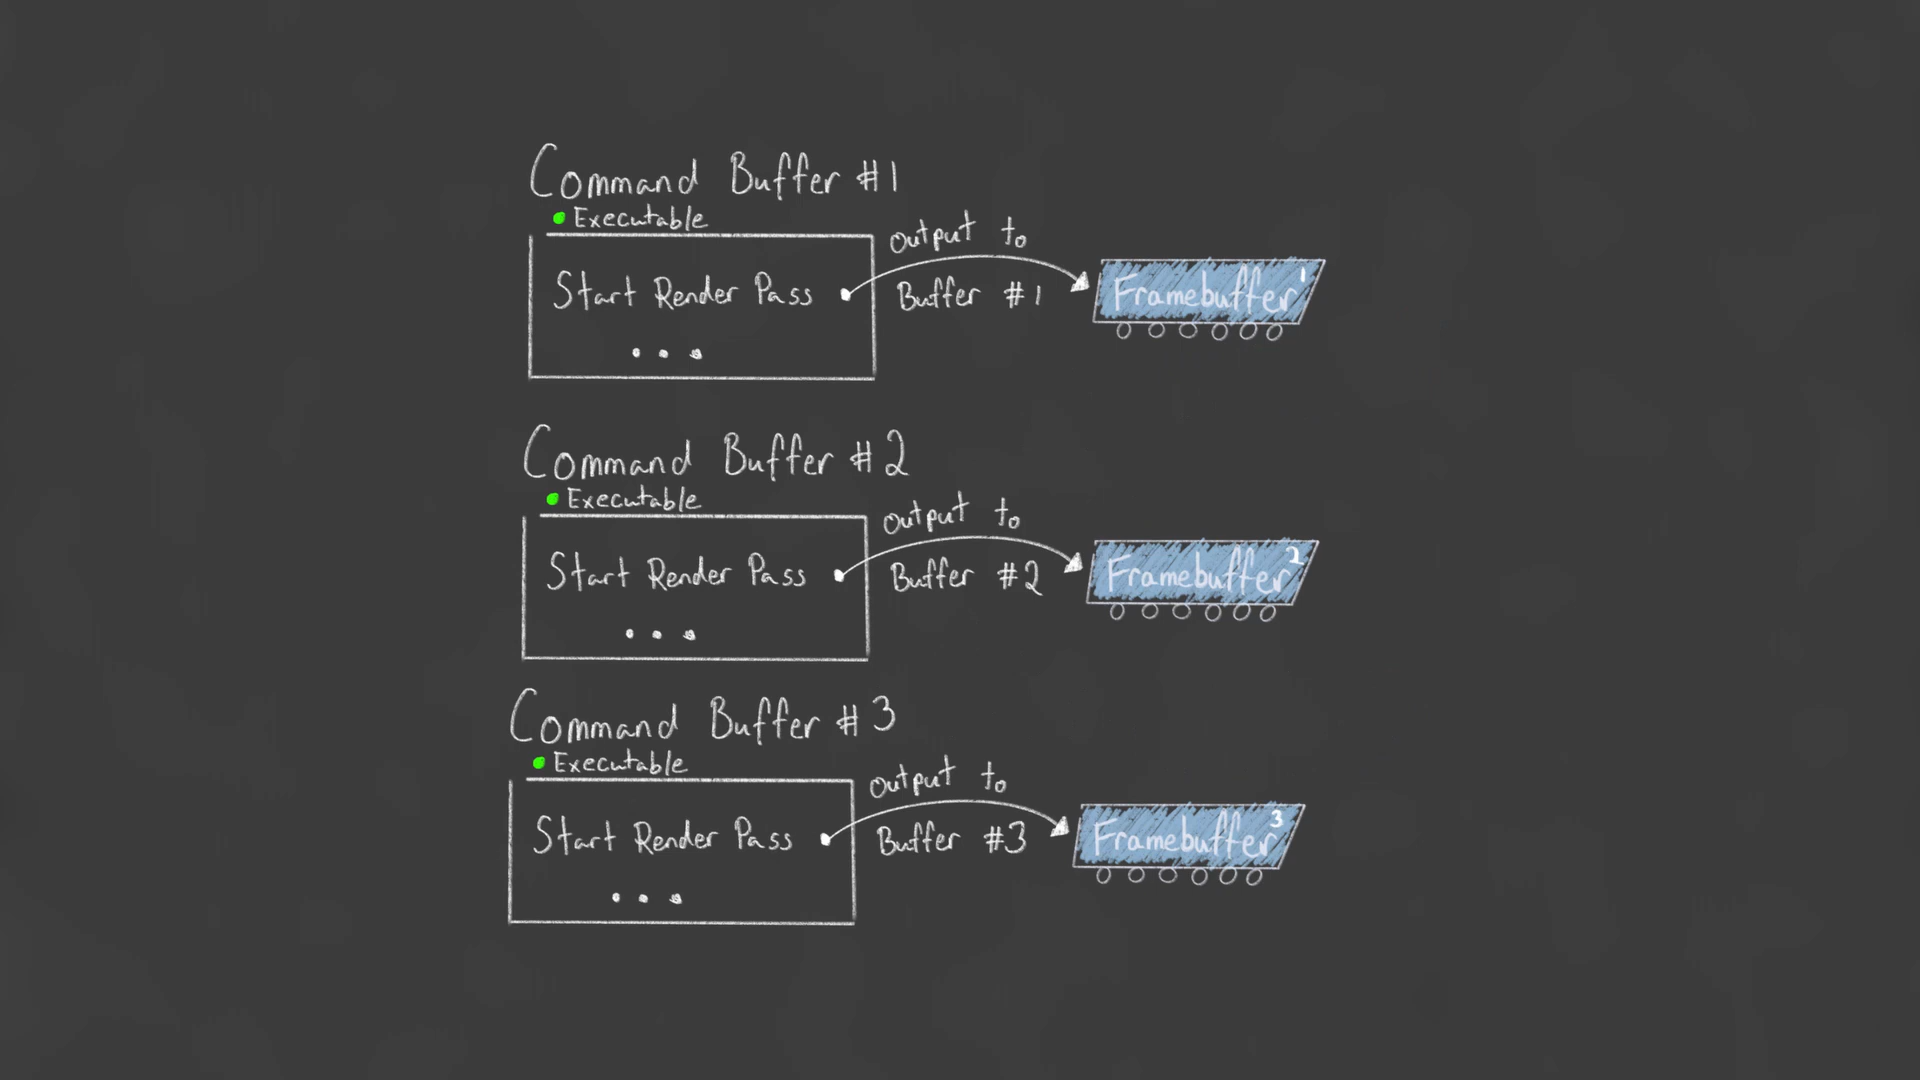 Command Buffer #1
Executable
Output to
Start Render Pass
Buffer #1
Framebuffer 1
...
Command Buffer #2
Executable
Output to
Start Render Pass
Buffer #2
Framebuffer 2
...
Command Buffer #3
Executable
Output to
Start Render Pass
Buffer #3
Framebuffer 3
...